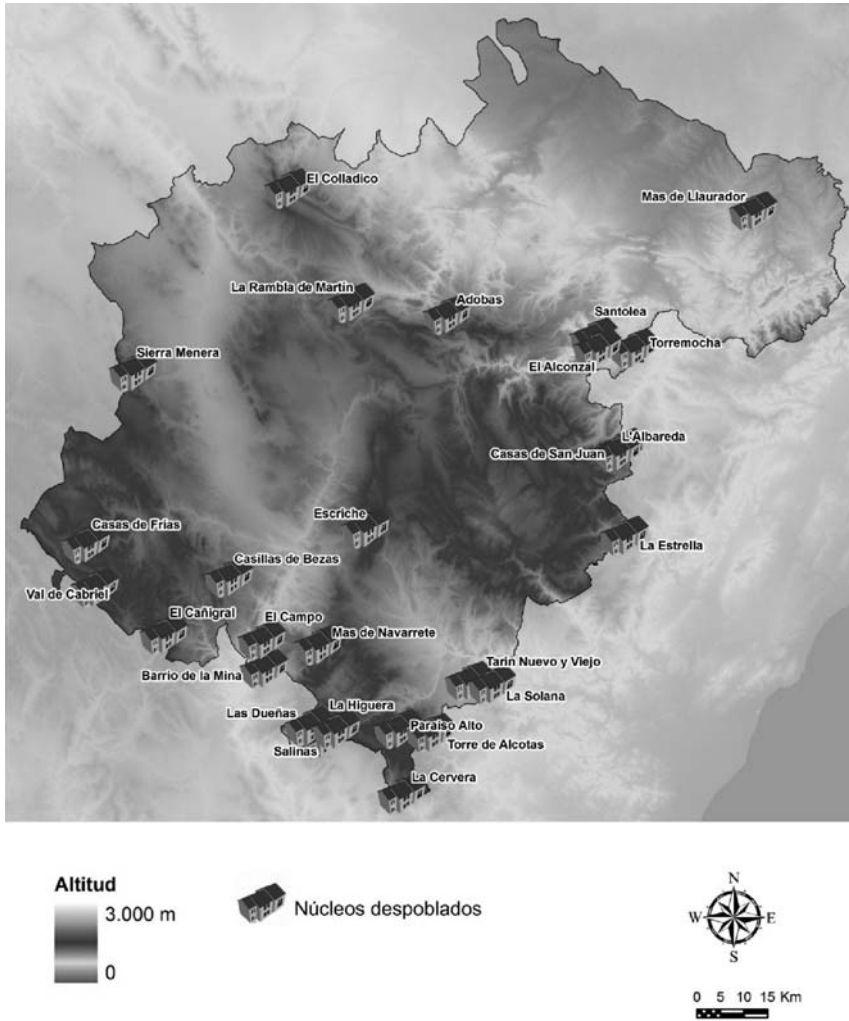 El Colladico
Mas de Llaurador
La Rambla de Martín
Adobas
Santolea
Torremocha
El Alconzal
Sierra Menera
L'Albareda
Casas de San Juan
Escriche
Casas de Frías
La Estrella
Casillas de Bezas
Val de Cabriel
El Cañigral
El Campo
Mas de Navarrete
Barrio de la Mina
Tarín Nuevo y Viejo
La Solana
La Higuera
Las Dueñas
Paraíso Alto
Salinas
Torre de Alcotas
La Cervera
Altitud
3.000 m
0
Núcleos despoblados
N
W E
S
0 5 10 15 Km